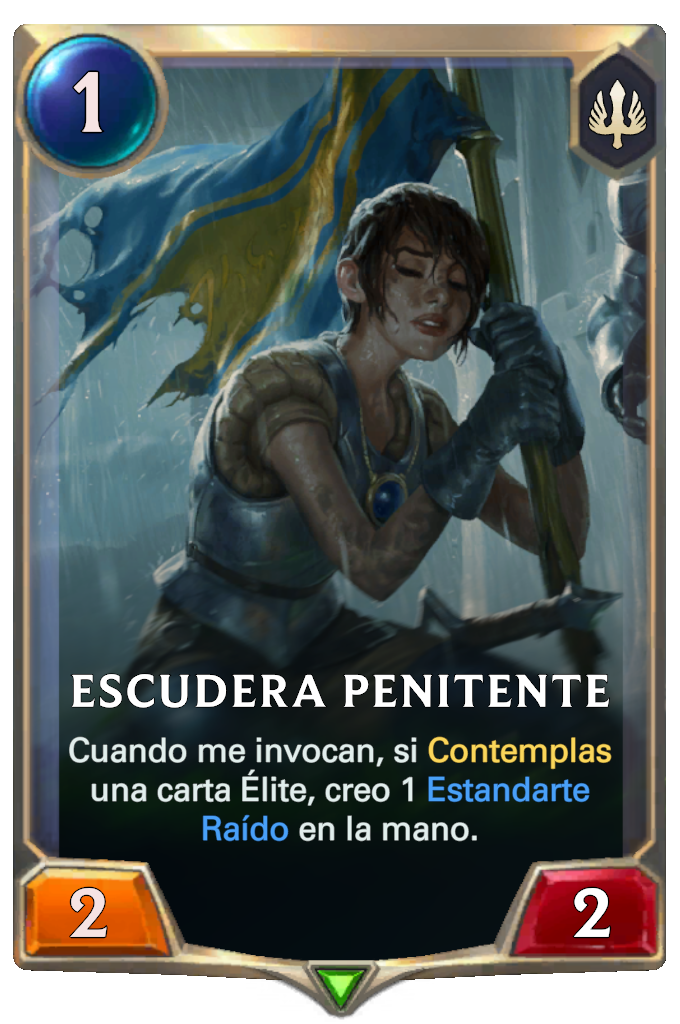 1
ESCUDERA PENITENTE
Cuando me invocan, si Contemplas
una carta Élite, creo 1 Estandarte
Raído en la mano.
2
2